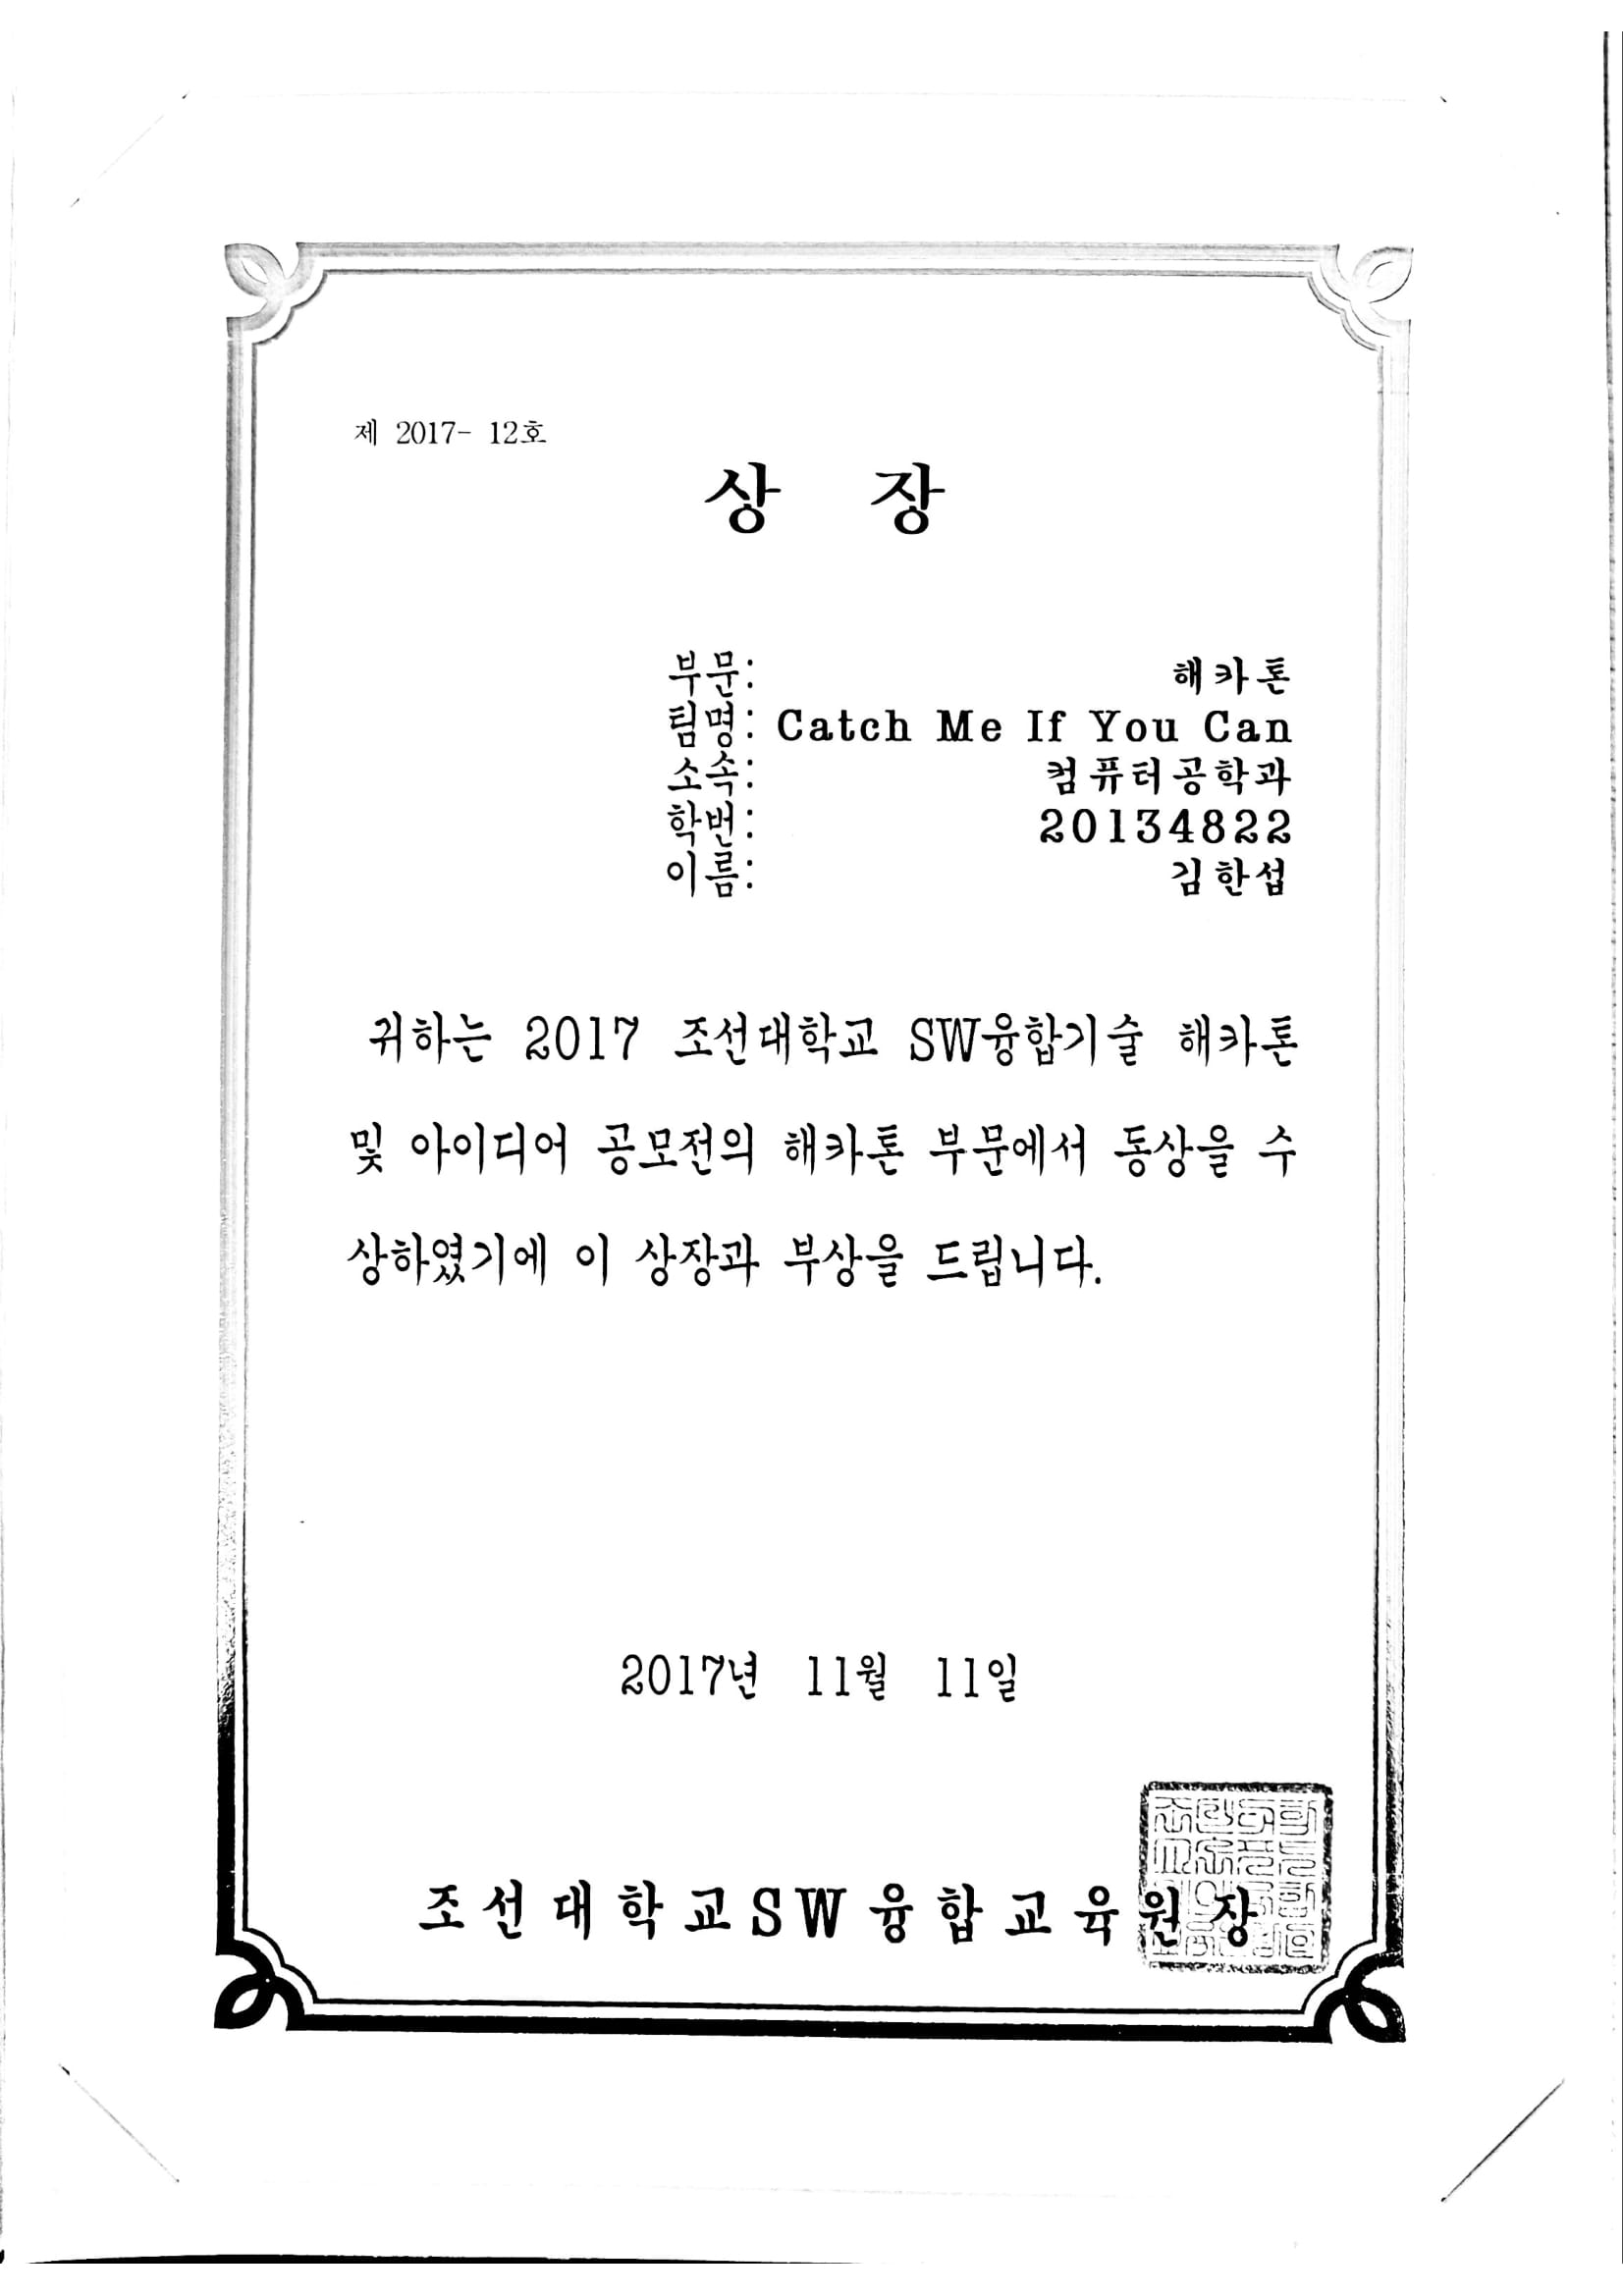 제 2017- 12호
상 장
부문: 해카톤
팀명: Catch Me If You Can
소속: 컴퓨터공학과
학번: 20134822
이름: 김한섭
귀하는 2017 조선대학교 SW융합기술 해카톤
및 아이디어 공모전의 해카톤 부문에서 동상을 수
상하였기에 이 상장과 부상을 드립니다.
2017년 11월 11일
조선대학교SW융합교육원장